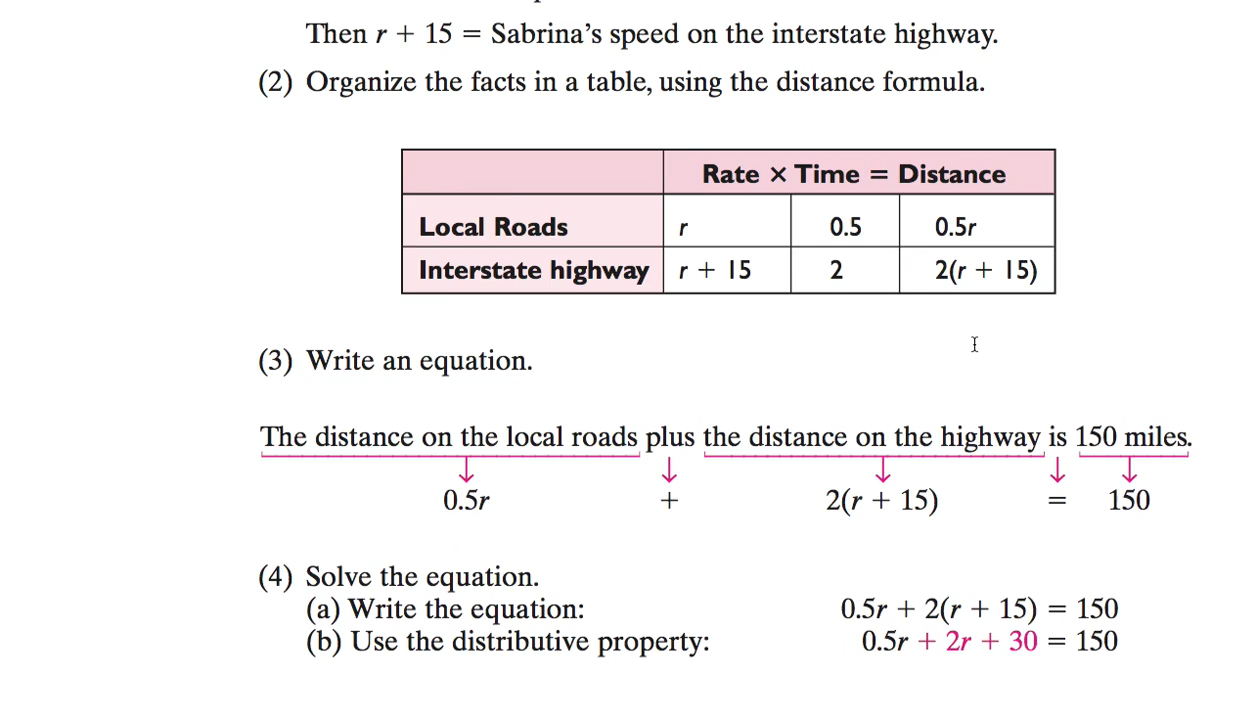 Then r + 15 = Sabrina’s speed on the interstate highway.
(2) Organize the facts in a table, using the distance formula.
Rate × Time = Distance
Local Roads r 0.5 0.5r
Interstate highway r + 15 2 2(r + 15)
(3) Write an equation.
The distance on the local roads plus the distance on the highway is 150 miles.
0.5r + 2(r + 15) = 150
(4) Solve the equation.
(a) Write the equation: 0.5r + 2(r + 15) = 150
(b) Use the distributive property: 0.5r + 2r + 30 = 150